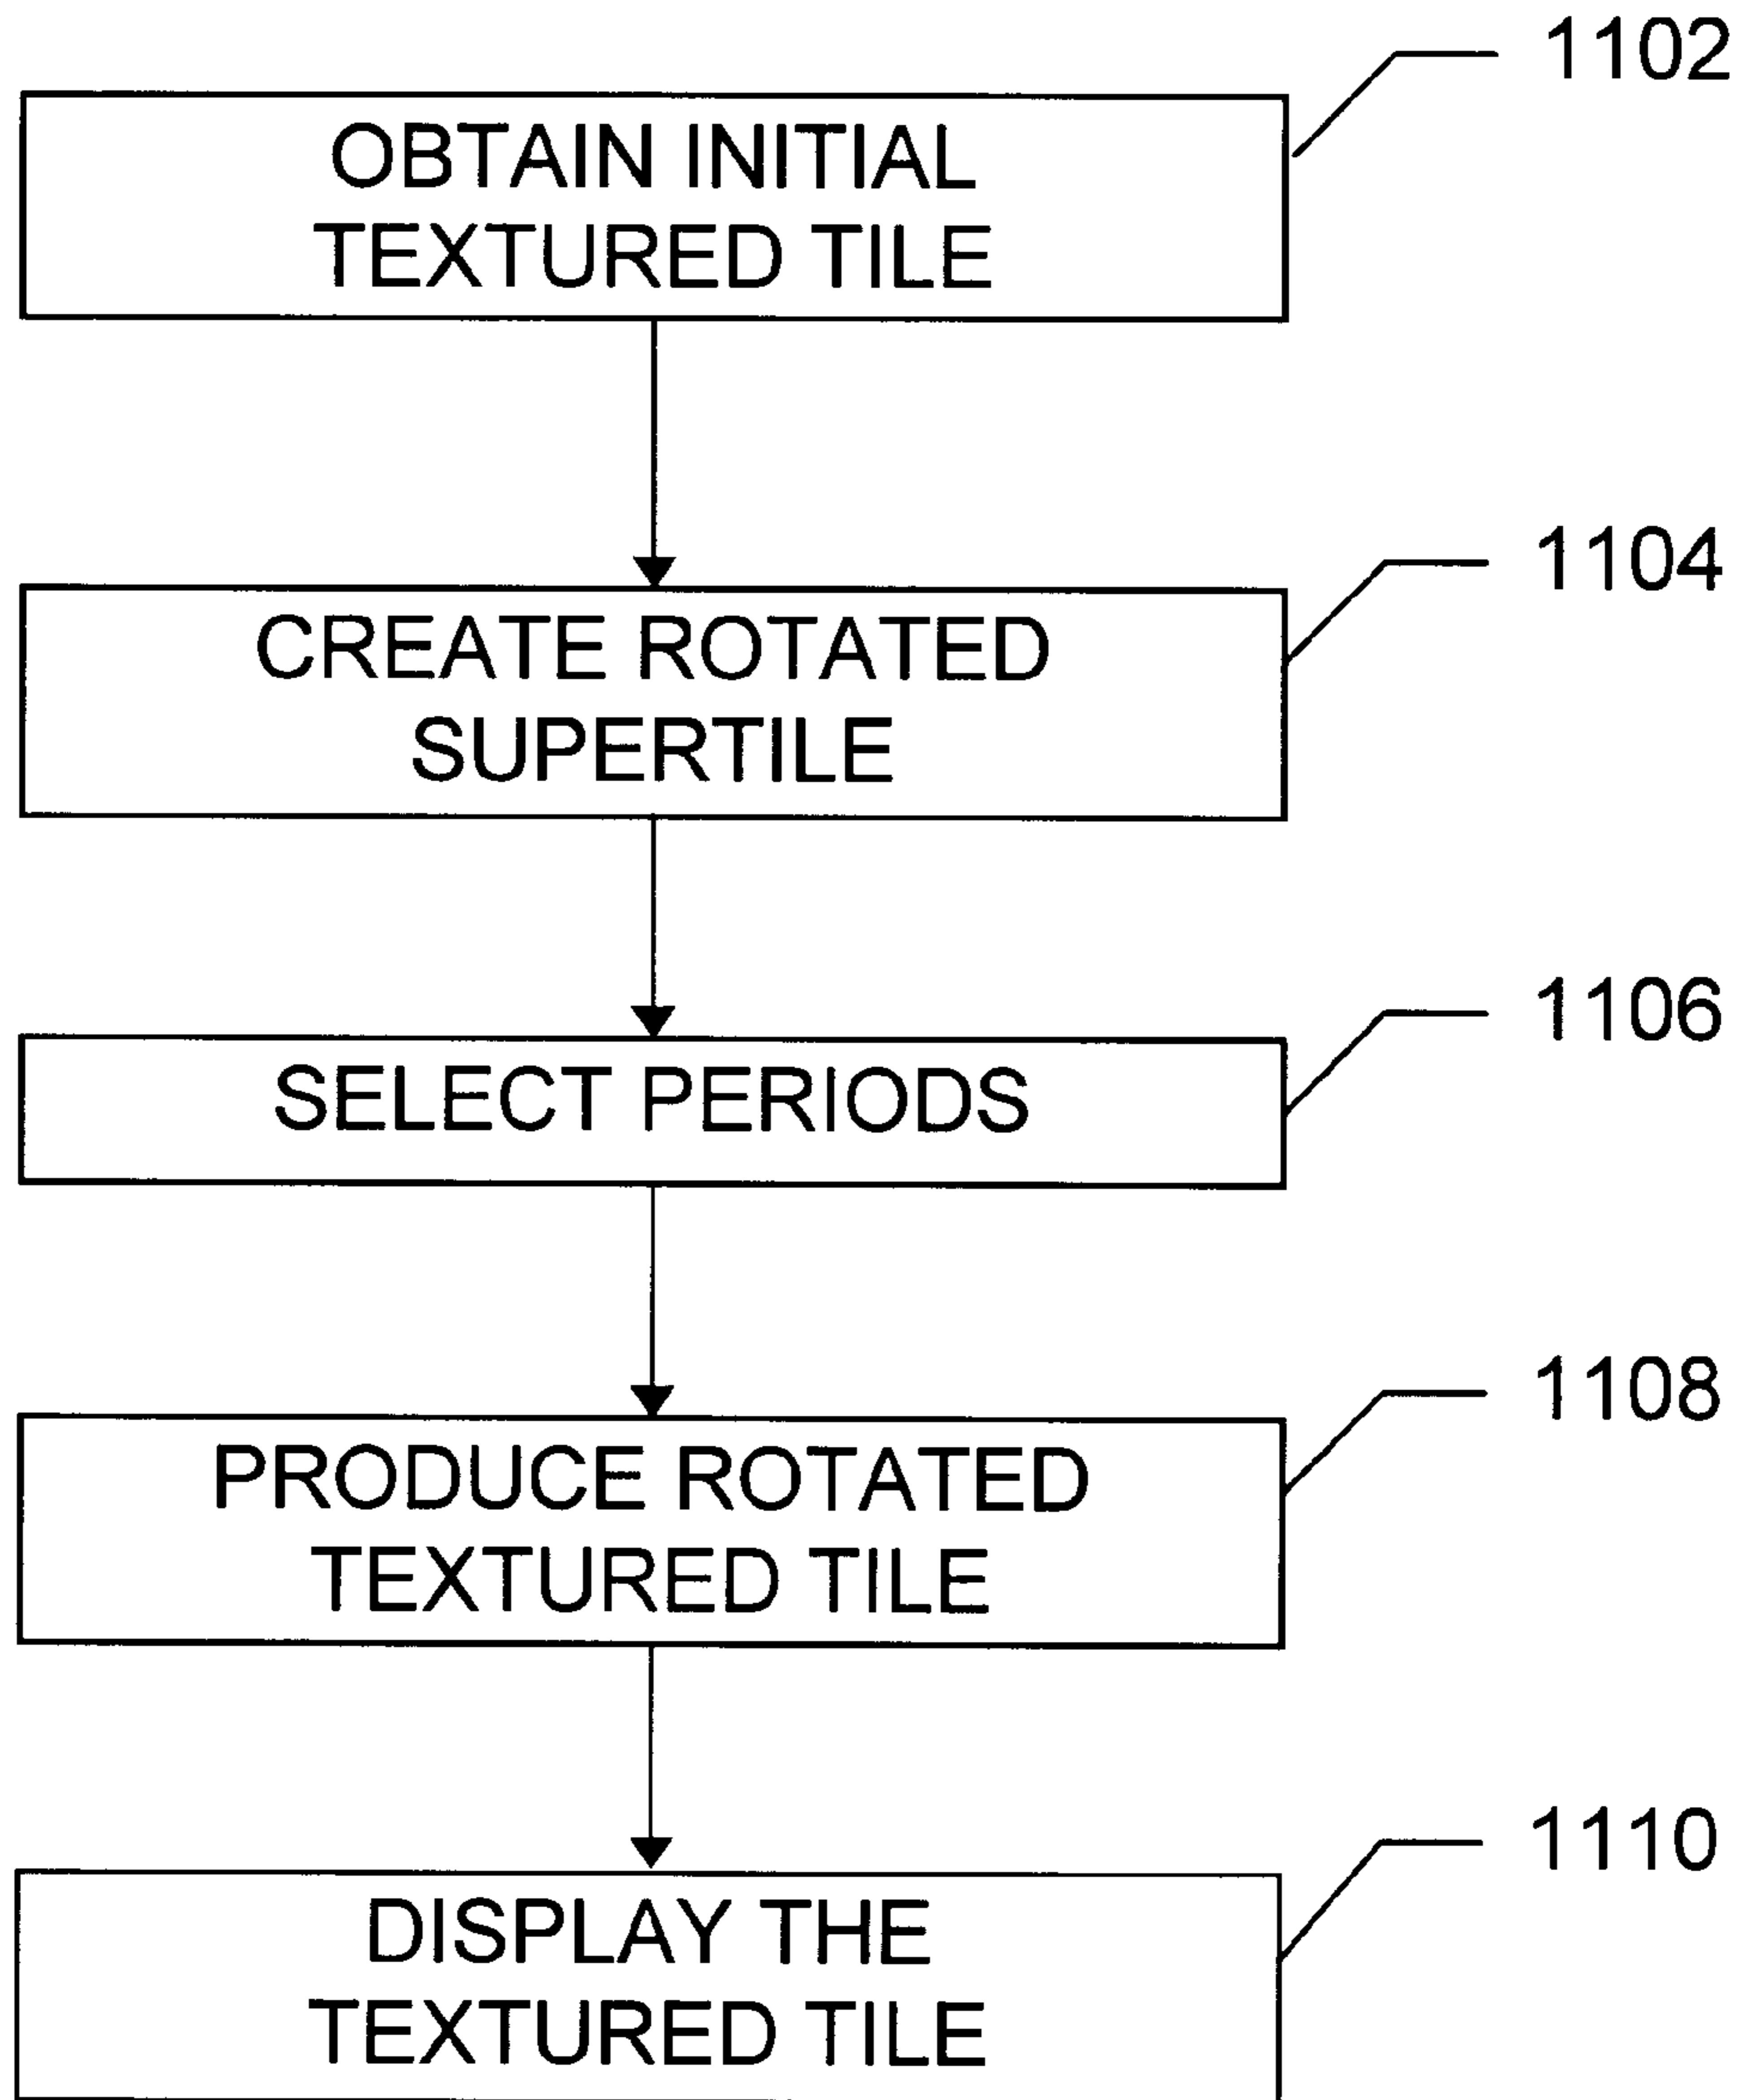 1102
OBTAIN INITIAL
TEXTURED TILE
1104
CREATE ROTATED
SUPERTILE
1106
SELECT PERIODS
1108
PRODUCE ROTATED
TEXTURED TILE
1110
DISPLAY THE
TEXTURED TILE